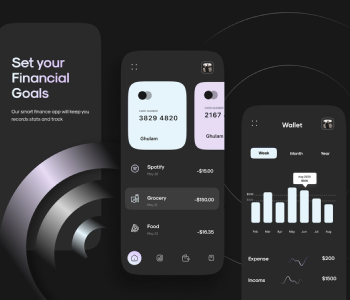 Set your
Financial
Goals
Our smart finance app will keep you
records stats and track
3829 4820
Ghulam
2167
Ghulam
Spotify
-$15.00
Grocery
-$150.00
Food
-$16.35
Wallet
Week
Month
Year
Feb
Mar
Apr
May
Jun
Jul
Aug
Expense
$200
Income
$1500